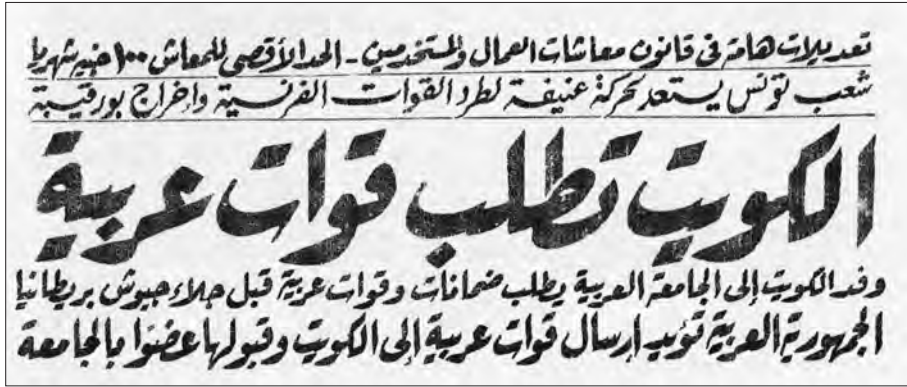 تعديلات هامة فى قانون معاشات العمال والمستخدمين - الحد الأقصى للمعاش ١٠٠ جنيه شهريا
شعب تونس يستعد لحركة عنيفة لطرد القوات الفرنسية وإخراج بورقيبة
الكويت تطلب قوات عربية
وفد الكويت إلى الجامعة العربية يطلب ضمانات وقوات عربية قبل جلاء جيوش بريطانيا
الجمهورية العربية تؤيد إرسال قوات عربية إلى الكويت وقبولها عضوا بالجامعة